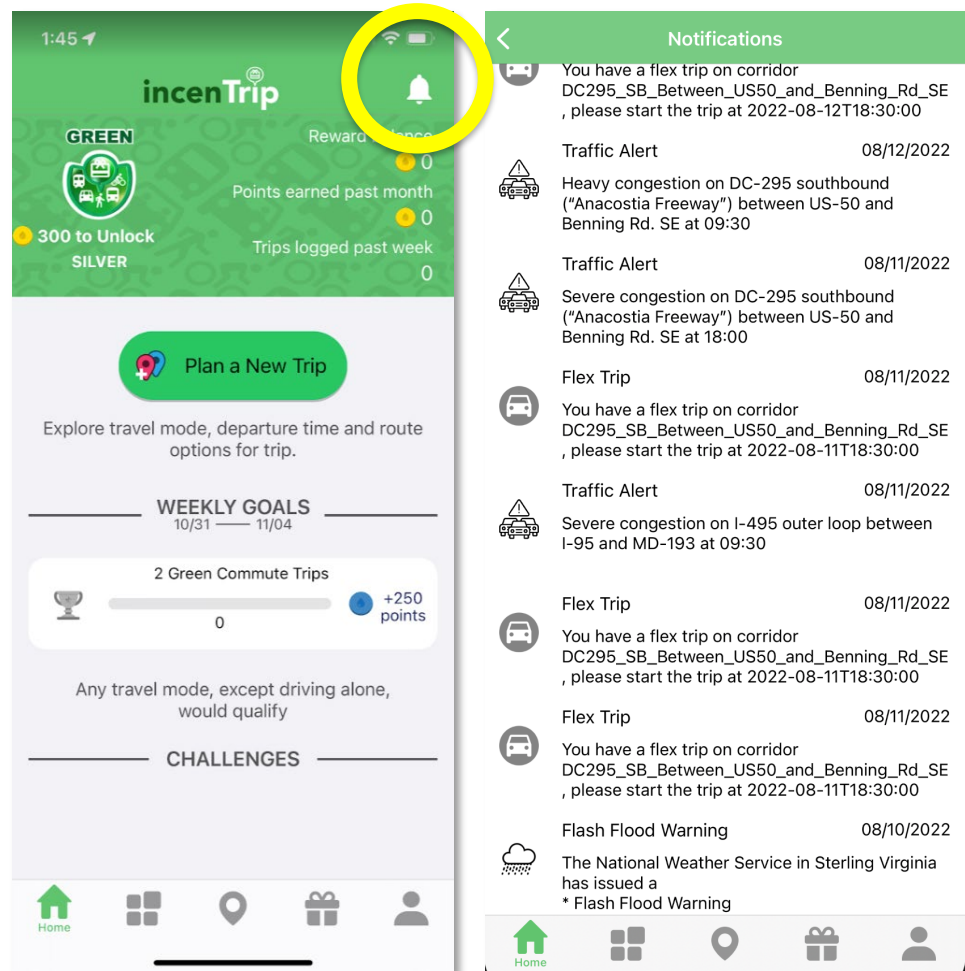 1:45
incenTrip
GREEN
Reward Balance
0
Points earned past month
0
300 to Unlock
SILVER
Trips logged past week
0
Plan a New Trip
Explore travel mode, departure time and route
options for trip.
WEEKLY GOALS
10/31 —— 11/04
2 Green Commute Trips
0
+250
points
Any travel mode, except driving alone,
would qualify
CHALLENGES
Home
Notifications
You have a flex trip on corridor
DC295_SB_Between_US50_and_Benning_Rd_SE
, please start the trip at 2022-08-12T18:30:00
Traffic Alert 08/12/2022
Heavy congestion on DC-295 southbound
(“Anacostia Freeway”) between US-50 and
Benning Rd. SE at 09:30
Traffic Alert 08/11/2022
Severe congestion on DC-295 southbound
(“Anacostia Freeway”) between US-50 and
Benning Rd. SE at 18:00
Flex Trip 08/11/2022
You have a flex trip on corridor
DC295_SB_Between_US50_and_Benning_Rd_SE
, please start the trip at 2022-08-11T18:30:00
Traffic Alert 08/11/2022
Severe congestion on I-495 outer loop between
I-95 and MD-193 at 09:30
Flex Trip 08/11/2022
You have a flex trip on corridor
DC295_SB_Between_US50_and_Benning_Rd_SE
, please start the trip at 2022-08-11T18:30:00
Flex Trip 08/11/2022
You have a flex trip on corridor
DC295_SB_Between_US50_and_Benning_Rd_SE
, please start the trip at 2022-08-11T18:30:00
Flash Flood Warning 08/10/2022
The National Weather Service in Sterling Virginia
has issued a
* Flash Flood Warning
Home